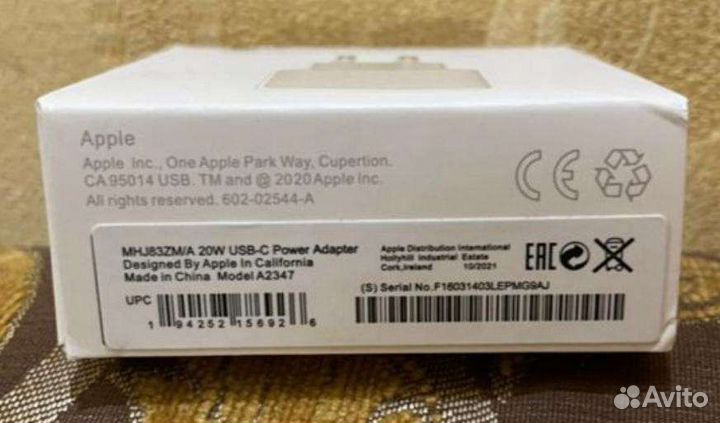 Apple
Apple Inc., One Apple Park Way, Cupertion.
CA 95014 USB. TM and @ 2020 Apple Inc.
All rights reserved. 602-02544-A
CE
MHJ83ZM/A 20W USB-C Power Adapter
Designed By Apple In California
Made in China Model A2347
Apple Distribution International
Hollyhill Industrial Estate
Cork,Ireland 10/2021
EAC
(S) Serial No.F16031403LEPMG9AJ
UPC
1 94252 15692 6
Avito